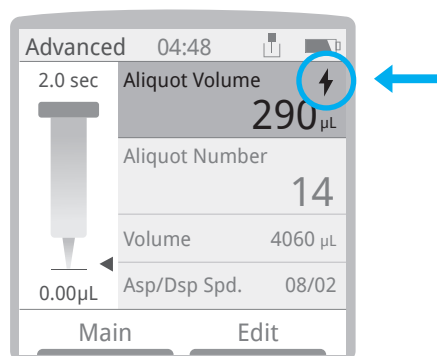 Advanced 04:48
2.0 sec
Aliquot Volume
290 µL
Aliquot Number
14
Volume 4060 µL
Asp/Dsp Spd. 08/02
0.00µL
Main Edit